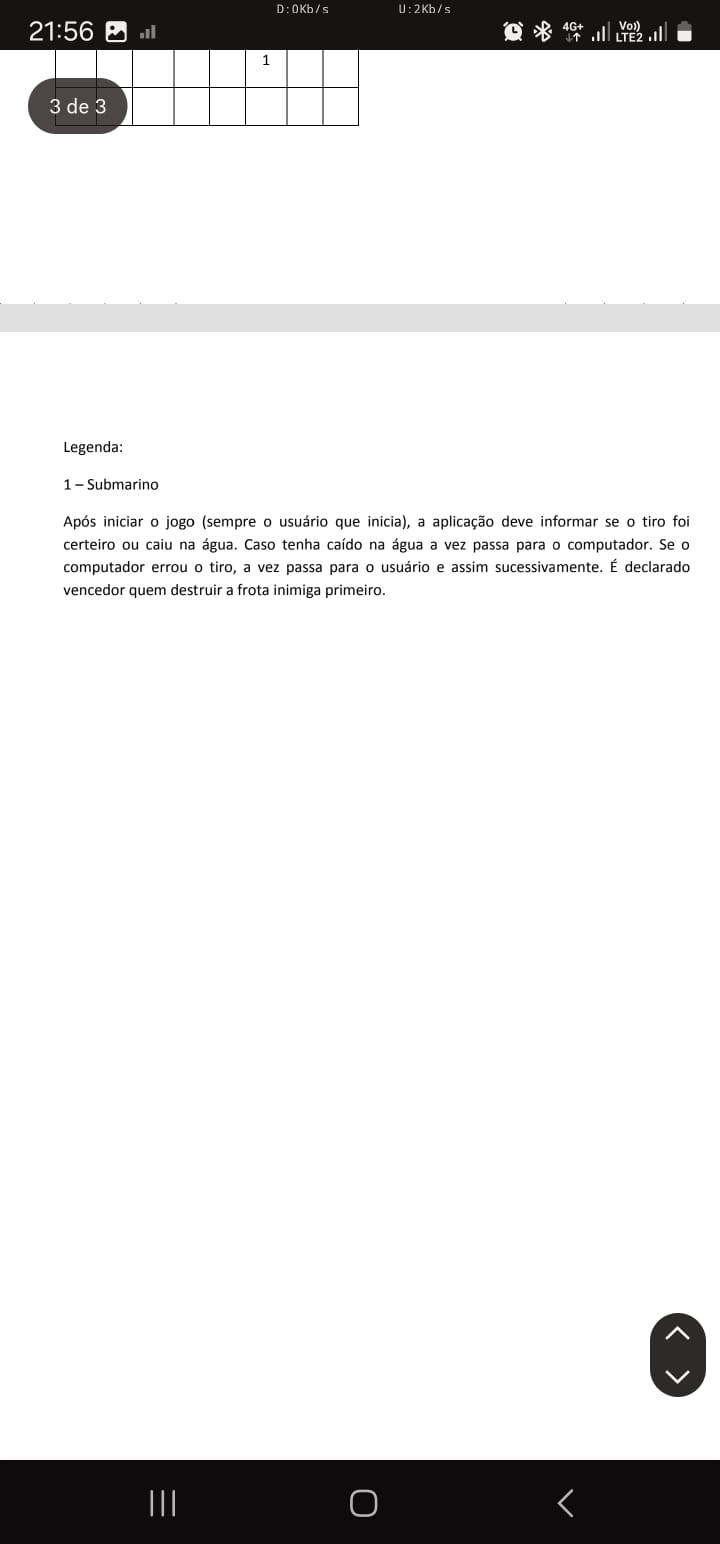 D:0Kb/s U:2Kb/s
21:56 4G+ Vo)) LTE2
1
3 de 3
Legenda:
1 – Submarino
Após iniciar o jogo (sempre o usuário que inicia), a aplicação deve informar se o tiro foi
certeiro ou caiu na água. Caso tenha caído na água a vez passa para o computador. Se o
computador errou o tiro, a vez passa para o usuário e assim sucessivamente. É declarado
vencedor quem destruir a frota inimiga primeiro.